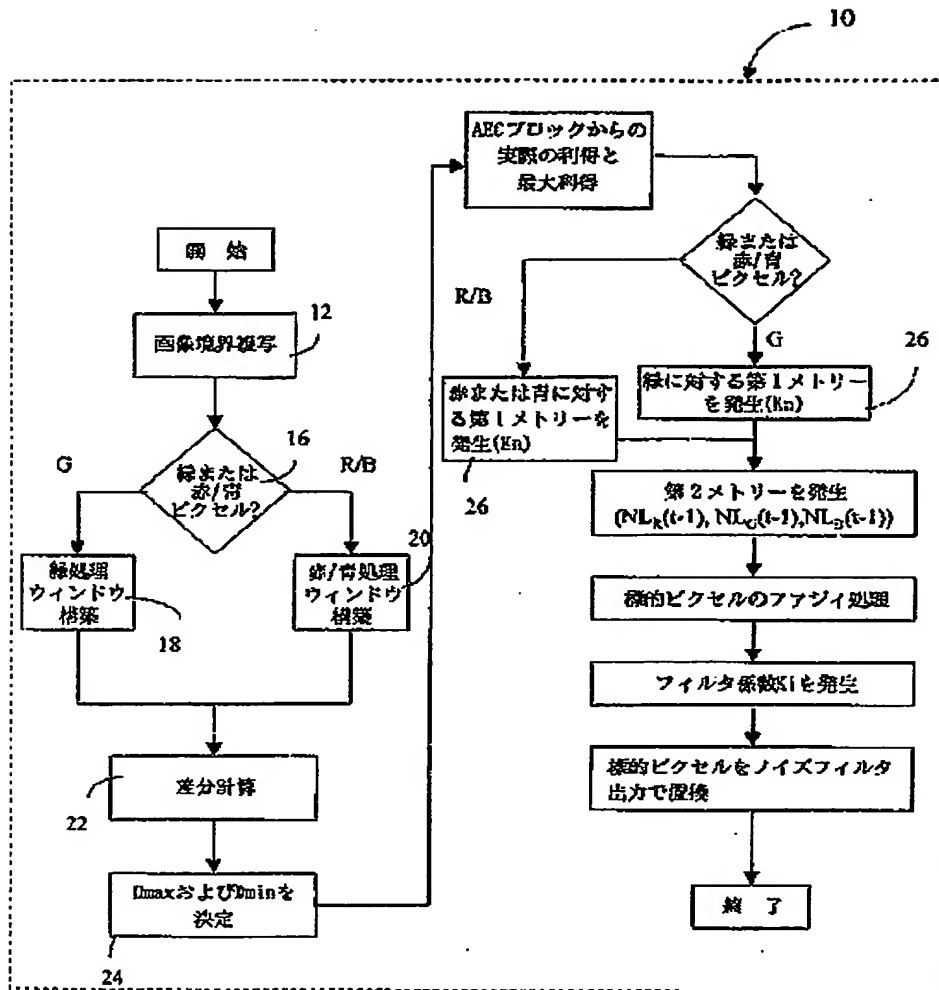 10
開 始
12
画像境界複写
16
緑または
赤/青
ピクセル?
G
R/B
緑処理
ウィンドウ
構築
18
20
赤/青処理
ウィンドウ
構築
差分計算
22
DmaxおよびDminを
決定
24
AECブロックからの
実際の利得と
最大利得
緑または
赤/青
ピクセル?
R/B
G
26
赤または青に対す
る第1メトリーを
発生(Kn)
26
緑に対する第1メトリー
を発生(Kn)
第2メトリーを発生
(NL_R(t-1), NL_G(t-1),NL_B(t-1))
標的ピクセルのファジィ処理
フィルタ係数Kiを発生
標的ピクセルをノイズフィルタ
出力で置換
終 了